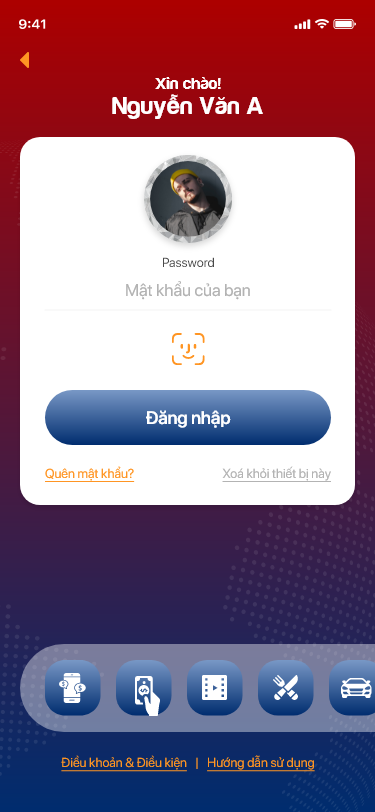 9:41
Xin chào!
Nguyễn Văn A
Password
Mật khẩu của bạn
Đăng nhập
Quên mật khẩu? Xoá khỏi thiết bị này
Điều khoản & Điều kiện | Hướng dẫn sử dụng